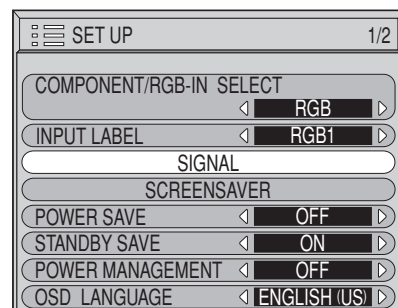 SET UP 1/2
COMPONENT/RGB-IN SELECT
RGB
INPUT LABEL RGB1
SIGNAL
SCREENSAVER
POWER SAVE OFF
STANDBY SAVE ON
POWER MANAGEMENT OFF
OSD LANGUAGE ENGLISH (US)